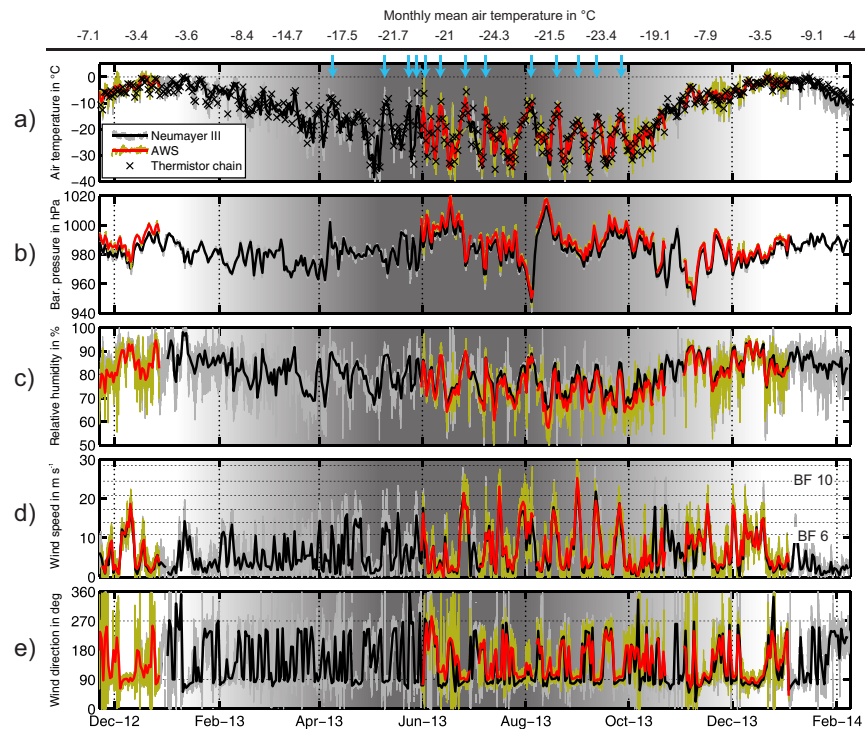 Monthly mean air temperature in °C
-7.1 -3.4 -3.6 -8.4 -14.7 -17.5 -21.7 -21 -24.3 -21.5 -23.4 -19.1 -7.9 -3.5 -9.1 -4
a)
Air temperature in °C
0
−10
−20
−30
−40
Neumayer III
AWS
Thermistor chain
b)
Bar. pressure in hPa
1020
1000
980
960
940
c)
Relative humidity in %
100
90
80
70
60
50
d)
Wind speed in m s⁻¹
30
20
10
0
BF 10
BF 6
e)
Wind direction in deg
360
270
180
90
0
Dec−12 Feb−13 Apr−13 Jun−13 Aug−13 Oct−13 Dec−13 Feb−14